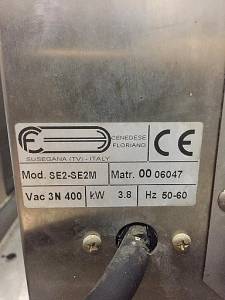 CENEDESE
FLORIANO
CE
SUSEGANA (TV) - ITALY
Mod. SE2-SE2M Matr. 00 06047
Vac 3N 400 kW 3.8 Hz 50-60